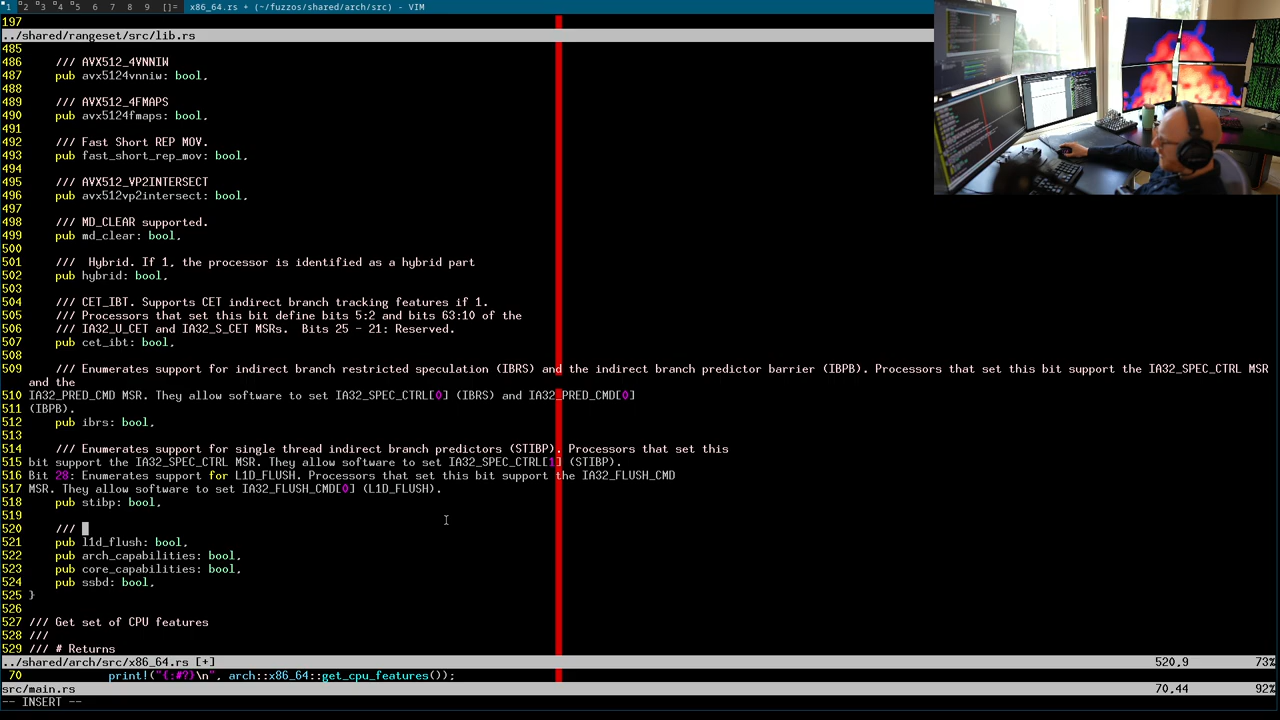 1 2 3 4 5 6 7 8 9 []= x86_64.rs + (~/fuzzos/shared/arch/src) - VIM
197
../shared/rangeset/src/lib.rs
485
486 /// AVX512_4VNNIW
487 pub avx5124vnniw: bool,
488
489 /// AVX512_4FMAPS
490 pub avx5124fmaps: bool,
491
492 /// Fast Short REP MOV.
493 pub fast_short_rep_mov: bool,
494
495 /// AVX512_VP2INTERSECT
496 pub avx512vp2intersect: bool,
497
498 /// MD_CLEAR supported.
499 pub md_clear: bool,
500
501 ///  Hybrid. If 1, the processor is identified as a hybrid part
502 pub hybrid: bool,
503
504 /// CET_IBT. Supports CET indirect branch tracking features if 1.
505 /// Processors that set this bit define bits 5:2 and bits 63:10 of the
506 /// IA32_U_CET and IA32_S_CET MSRs.  Bits 25 - 21: Reserved.
507 pub cet_ibt: bool,
508
509 /// Enumerates support for indirect branch restricted speculation (IBRS) and the indirect branch predictor barrier (IBPB). Processors that set this bit support the IA32_SPEC_CTRL MSR
and the
510 IA32_PRED_CMD MSR. They allow software to set IA32_SPEC_CTRL[0] (IBRS) and IA32_PRED_CMD[0]
511 (IBPB).
512 pub ibrs: bool,
513
514 /// Enumerates support for single thread indirect branch predictors (STIBP). Processors that set this
515 bit support the IA32_SPEC_CTRL MSR. They allow software to set IA32_SPEC_CTRL[1] (STIBP).
516 Bit 28: Enumerates support for L1D_FLUSH. Processors that set this bit support the IA32_FLUSH_CMD
517 MSR. They allow software to set IA32_FLUSH_CMD[0] (L1D_FLUSH).
518 pub stibp: bool,
519
520 ///
521 pub l1d_flush: bool,
522 pub arch_capabilities: bool,
523 pub core_capabilities: bool,
524 pub ssbd: bool,
525 }
526
527 /// Get set of CPU features
528 ///
529 /// # Returns
../shared/arch/src/x86_64.rs [+] 520,9 73%
70 print!("{:#?}\n", arch::x86_64::get_cpu_features());
src/main.rs 70,44 92%
-- INSERT --